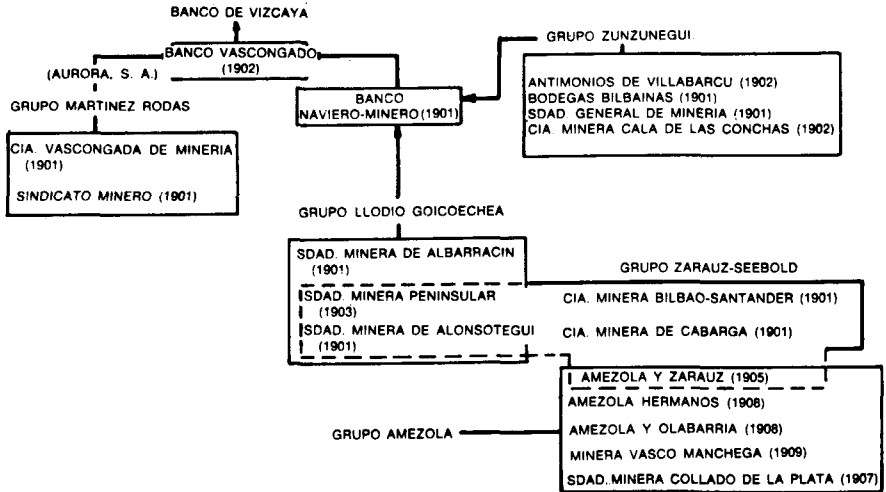 BANCO DE VIZCAYA
BANCO VASCONGADO
(1902)
(AURORA, S. A.)
GRUPO MARTINEZ RODAS
CIA. VASCONGADA DE MINERIA
(1901)
SINDICATO MINERO (1901)
BANCO
NAVIERO-MINERO (1901)
GRUPO ZUNZUNEGUI
ANTIMONIOS DE VILLABARCU (1902)
BODEGAS BILBAINAS (1901)
SDAD. GENERAL DE MINERIA (1901)
CIA. MINERA CALA DE LAS CONCHAS (1902)
GRUPO LLODIO GOICOECHEA
SDAD. MINERA DE ALBARRACIN
(1901)
SDAD. MINERA PENINSULAR
(1903)
SDAD. MINERA DE ALONSOTEGUI
(1901)
GRUPO ZARAUZ-SEEBOLD
CIA. MINERA BILBAO-SANTANDER (1901)
CIA. MINERA DE CABARGA (1901)
AMEZOLA Y ZARAUZ (1905)
AMEZOLA HERMANOS (1908)
AMEZOLA Y OLABARRIA (1908)
MINERA VASCO MANCHEGA (1909)
SDAD. MINERA COLLADO DE LA PLATA (1907)
GRUPO AMEZOLA